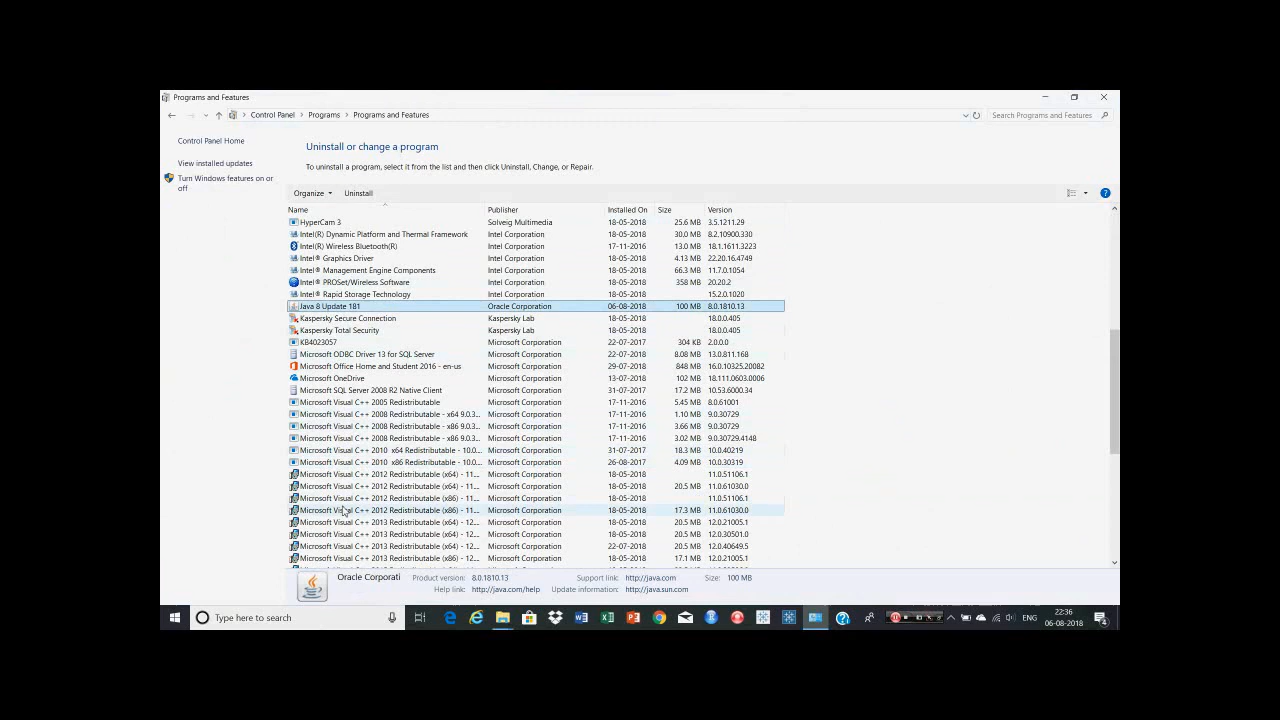 Programs and Features
Control Panel > Programs > Programs and Features Search Programs and Features
Control Panel Home
View installed updates
Turn Windows features on or off
Uninstall or change a program
To uninstall a program, select it from the list and then click Uninstall, Change, or Repair.
Organize Uninstall
Name Publisher Installed On Size Version
HyperCam 3 Solveig Multimedia 18-05-2018 25.6 MB 3.5.1211.29
Intel(R) Dynamic Platform and Thermal Framework Intel Corporation 18-05-2018 30.0 MB 8.2.10900.330
Intel(R) Wireless Bluetooth(R) Intel Corporation 17-11-2016 13.0 MB 18.1.1611.3223
Intel® Graphics Driver Intel Corporation 18-05-2018 4.13 MB 22.20.16.4749
Intel® Management Engine Components Intel Corporation 18-05-2018 66.3 MB 11.7.0.1054
Intel® PROSet/Wireless Software Intel Corporation 18-05-2018 358 MB 20.20.2
Intel® Rapid Storage Technology Intel Corporation 18-05-2018 15.2.0.1020
Java 8 Update 181 Oracle Corporation 06-08-2018 100 MB 8.0.1810.13
Kaspersky Secure Connection Kaspersky Lab 18-05-2018 18.0.0.405
Kaspersky Total Security Kaspersky Lab 18-05-2018 18.0.0.405
KB4023057 Microsoft Corporation 22-07-2017 304 KB 2.0.0.0
Microsoft ODBC Driver 13 for SQL Server Microsoft Corporation 22-07-2018 8.08 MB 13.0.811.168
Microsoft Office Home and Student 2016 - en-us Microsoft Corporation 29-07-2018 848 MB 16.0.10325.20082
Microsoft OneDrive Microsoft Corporation 13-07-2018 102 MB 18.111.0603.0006
Microsoft SQL Server 2008 R2 Native Client Microsoft Corporation 31-07-2017 17.2 MB 10.53.6000.34
Microsoft Visual C++ 2005 Redistributable Microsoft Corporation 17-11-2016 5.45 MB 8.0.61001
Microsoft Visual C++ 2008 Redistributable - x64 9.0.3... Microsoft Corporation 17-11-2016 1.10 MB 9.0.30729
Microsoft Visual C++ 2008 Redistributable - x86 9.0.3... Microsoft Corporation 17-11-2016 3.66 MB 9.0.30729
Microsoft Visual C++ 2008 Redistributable - x86 9.0.3... Microsoft Corporation 17-11-2016 3.02 MB 9.0.30729.4148
Microsoft Visual C++ 2010 x64 Redistributable - 10.0... Microsoft Corporation 31-07-2017 18.3 MB 10.0.40219
Microsoft Visual C++ 2010 x86 Redistributable - 10.0... Microsoft Corporation 26-08-2017 4.09 MB 10.0.30319
Microsoft Visual C++ 2012 Redistributable (x64) - 11.... Microsoft Corporation 18-05-2018 11.0.51106.1
Microsoft Visual C++ 2012 Redistributable (x64) - 11.... Microsoft Corporation 18-05-2018 20.5 MB 11.0.61030.0
Microsoft Visual C++ 2012 Redistributable (x86) - 11.... Microsoft Corporation 18-05-2018 11.0.51106.1
Microsoft Visual C++ 2012 Redistributable (x86) - 11.... Microsoft Corporation 18-05-2018 17.3 MB 11.0.61030.0
Microsoft Visual C++ 2013 Redistributable (x64) - 12.... Microsoft Corporation 18-05-2018 20.5 MB 12.0.21005.1
Microsoft Visual C++ 2013 Redistributable (x64) - 12.... Microsoft Corporation 18-05-2018 20.5 MB 12.0.30501.0
Microsoft Visual C++ 2013 Redistributable (x64) - 12.... Microsoft Corporation 22-07-2018 20.5 MB 12.0.40649.5
Microsoft Visual C++ 2013 Redistributable (x86) - 12.... Microsoft Corporation 18-05-2018 17.1 MB 12.0.21005.1
Oracle Corporati Product version: 8.0.1810.13 Support link: http://java.com Size: 100 MB
Help link: http://java.com/help Update information: http://java.sun.com
Type here to search ENG 22:36
06-08-2018